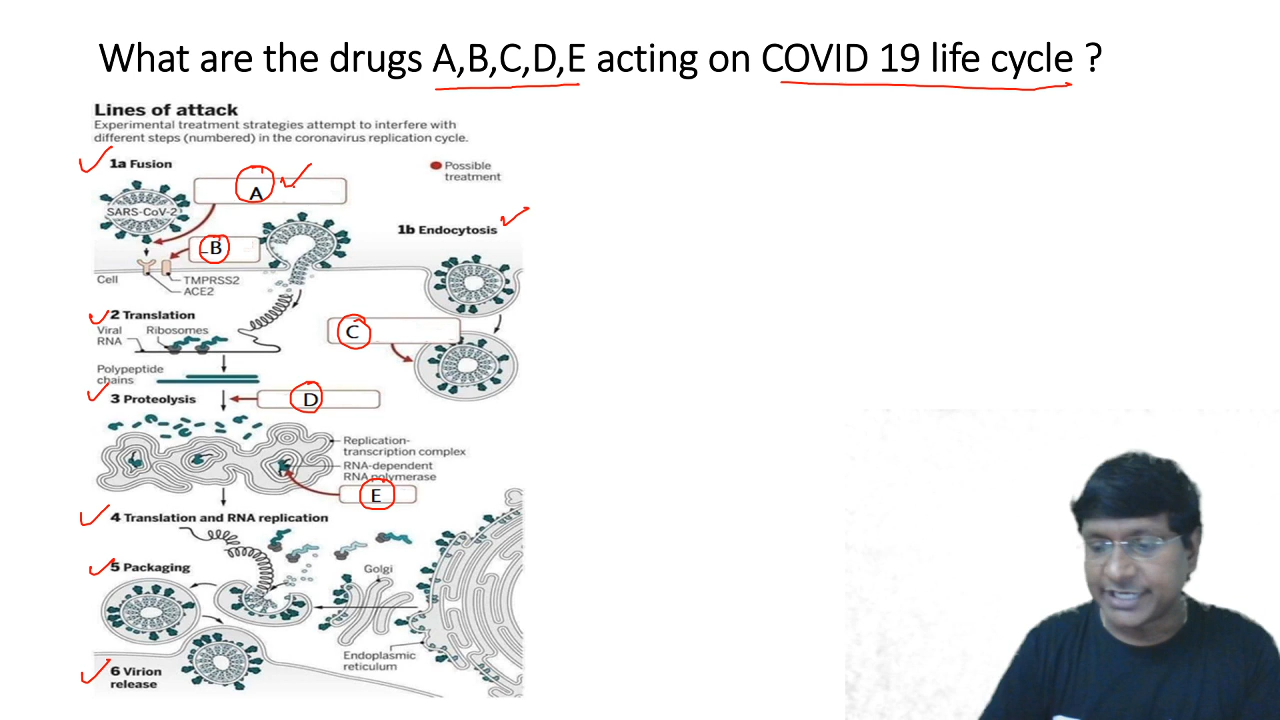 What are the drugs A,B,C,D,E acting on COVID 19 life cycle ?
Lines of attack
Experimental treatment strategies attempt to interfere with
different steps (numbered) in the coronavirus replication cycle.
1a Fusion
Possible
treatment
A
SARS-CoV-2
1b Endocytosis
B
Cell
TMPRSS2
ACE2
2 Translation
Viral
RNA
Ribosomes
C
Polypeptide
chains
3 Proteolysis
D
Replication-
transcription complex
RNA-dependent
RNA polymerase
E
4 Translation and RNA replication
5 Packaging
Golgi
Endoplasmic
reticulum
6 Virion
release